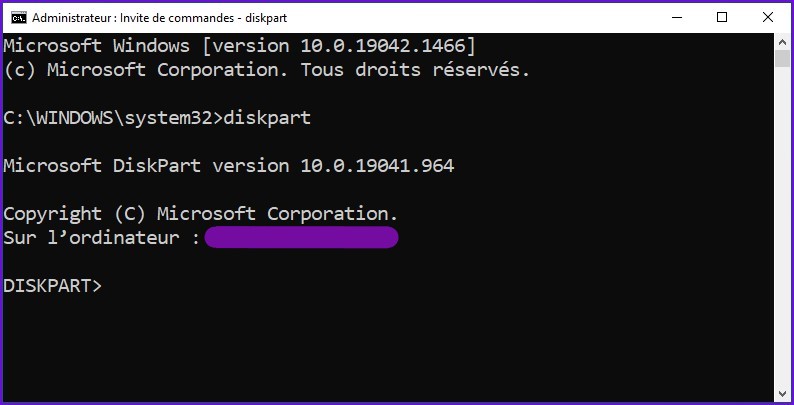 Administrateur : Invite de commandes - diskpart
Microsoft Windows [version 10.0.19042.1466]
(c) Microsoft Corporation. Tous droits réservés.
C:\WINDOWS\system32>diskpart
Microsoft DiskPart version 10.0.19041.964
Copyright (C) Microsoft Corporation.
Sur l’ordinateur :
DISKPART>